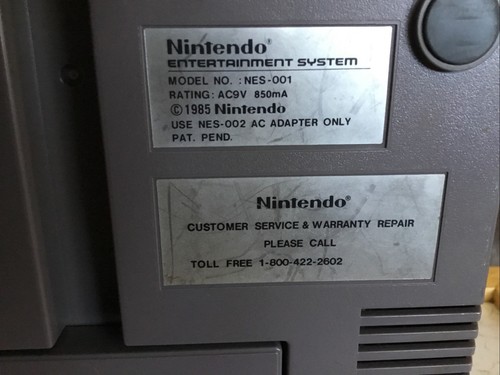 Nintendo®
ENTERTAINMENT SYSTEM
MODEL NO. : NES-001
RATING: AC9V 850mA
©1985 Nintendo
USE NES-002 AC ADAPTER ONLY
PAT. PEND.
Nintendo®
CUSTOMER SERVICE & WARRANTY REPAIR
PLEASE CALL
TOLL FREE 1-800-422-2602